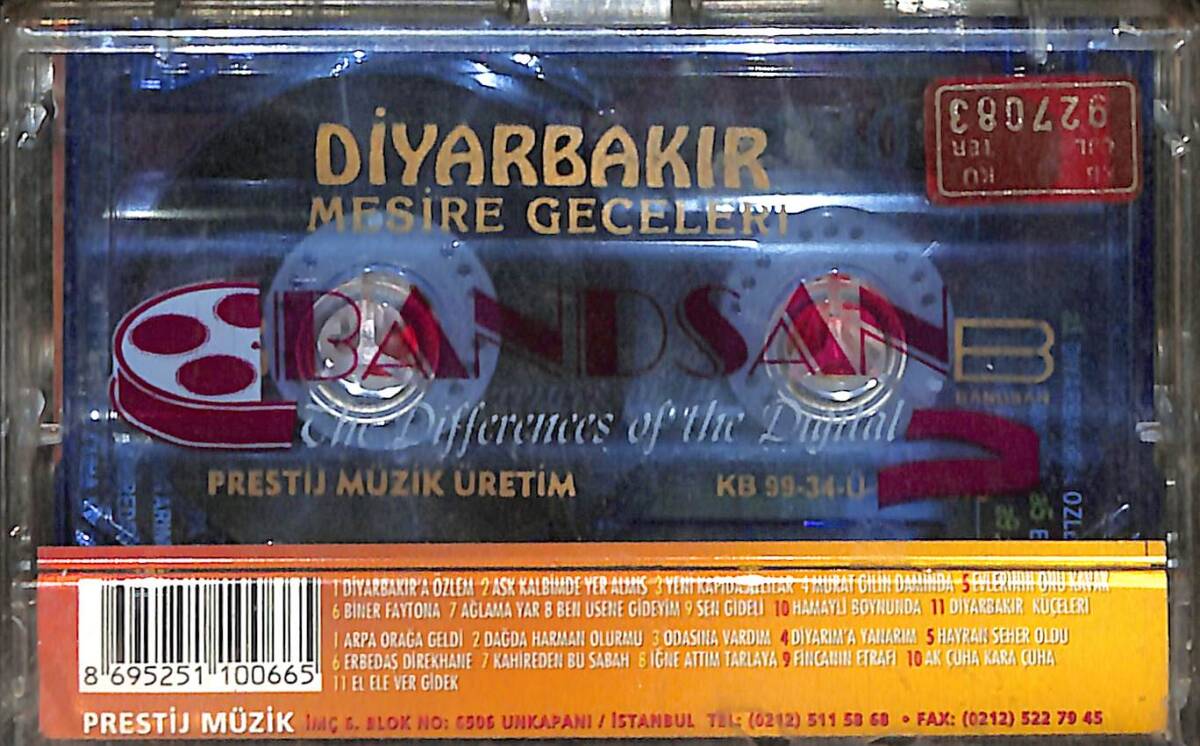 DİYARBAKIR
MESİRE GECELERİ
927083
BANDSAN
B
BANDSAN
The Differences of the Digital
PRESTİJ MÜZİK ÜRETİM
KB 99-34-Ü
1 DİYARBAKIR'A ÖZLEM 2 AŞK KALBİMDE YER ALMIŞ 3 YENİ KAPIDA 4 MURAT GİLİN DAMINDA 5 EVLERİNİN ÖNÜ KAVAK
6 BİNER FAYTONA 7 AĞLAMA YAR 8 BEN USENE GİDEYİM 9 SEN GİDELİ 10 HAMAYLİ BOYNUNDA 11 DİYARBAKIR KÜÇELERİ
1 ARPA ORAĞA GELDİ 2 DAĞDA HARMAN OLURMU 3 ODASINA VARDIM 4 DİYARIM'A YANARIM 5 HAYRAN SEHER OLDU
6 ERBEDAŞ DİREKHANE 7 KAHİREDEN BU SABAH 8 İĞNE ATTIM TARLAYA 9 FİNCANIN ETRAFI 10 AK ÇUHA KARA ÇUHA
11 EL ELE VER GİDEK
8 695251 100665
PRESTİJ MÜZİK İMÇ 6. BLOK NO: 6506 UNKAPANI / İSTANBUL TEL: (0212) 511 58 68 • FAX: (0212) 522 79 45